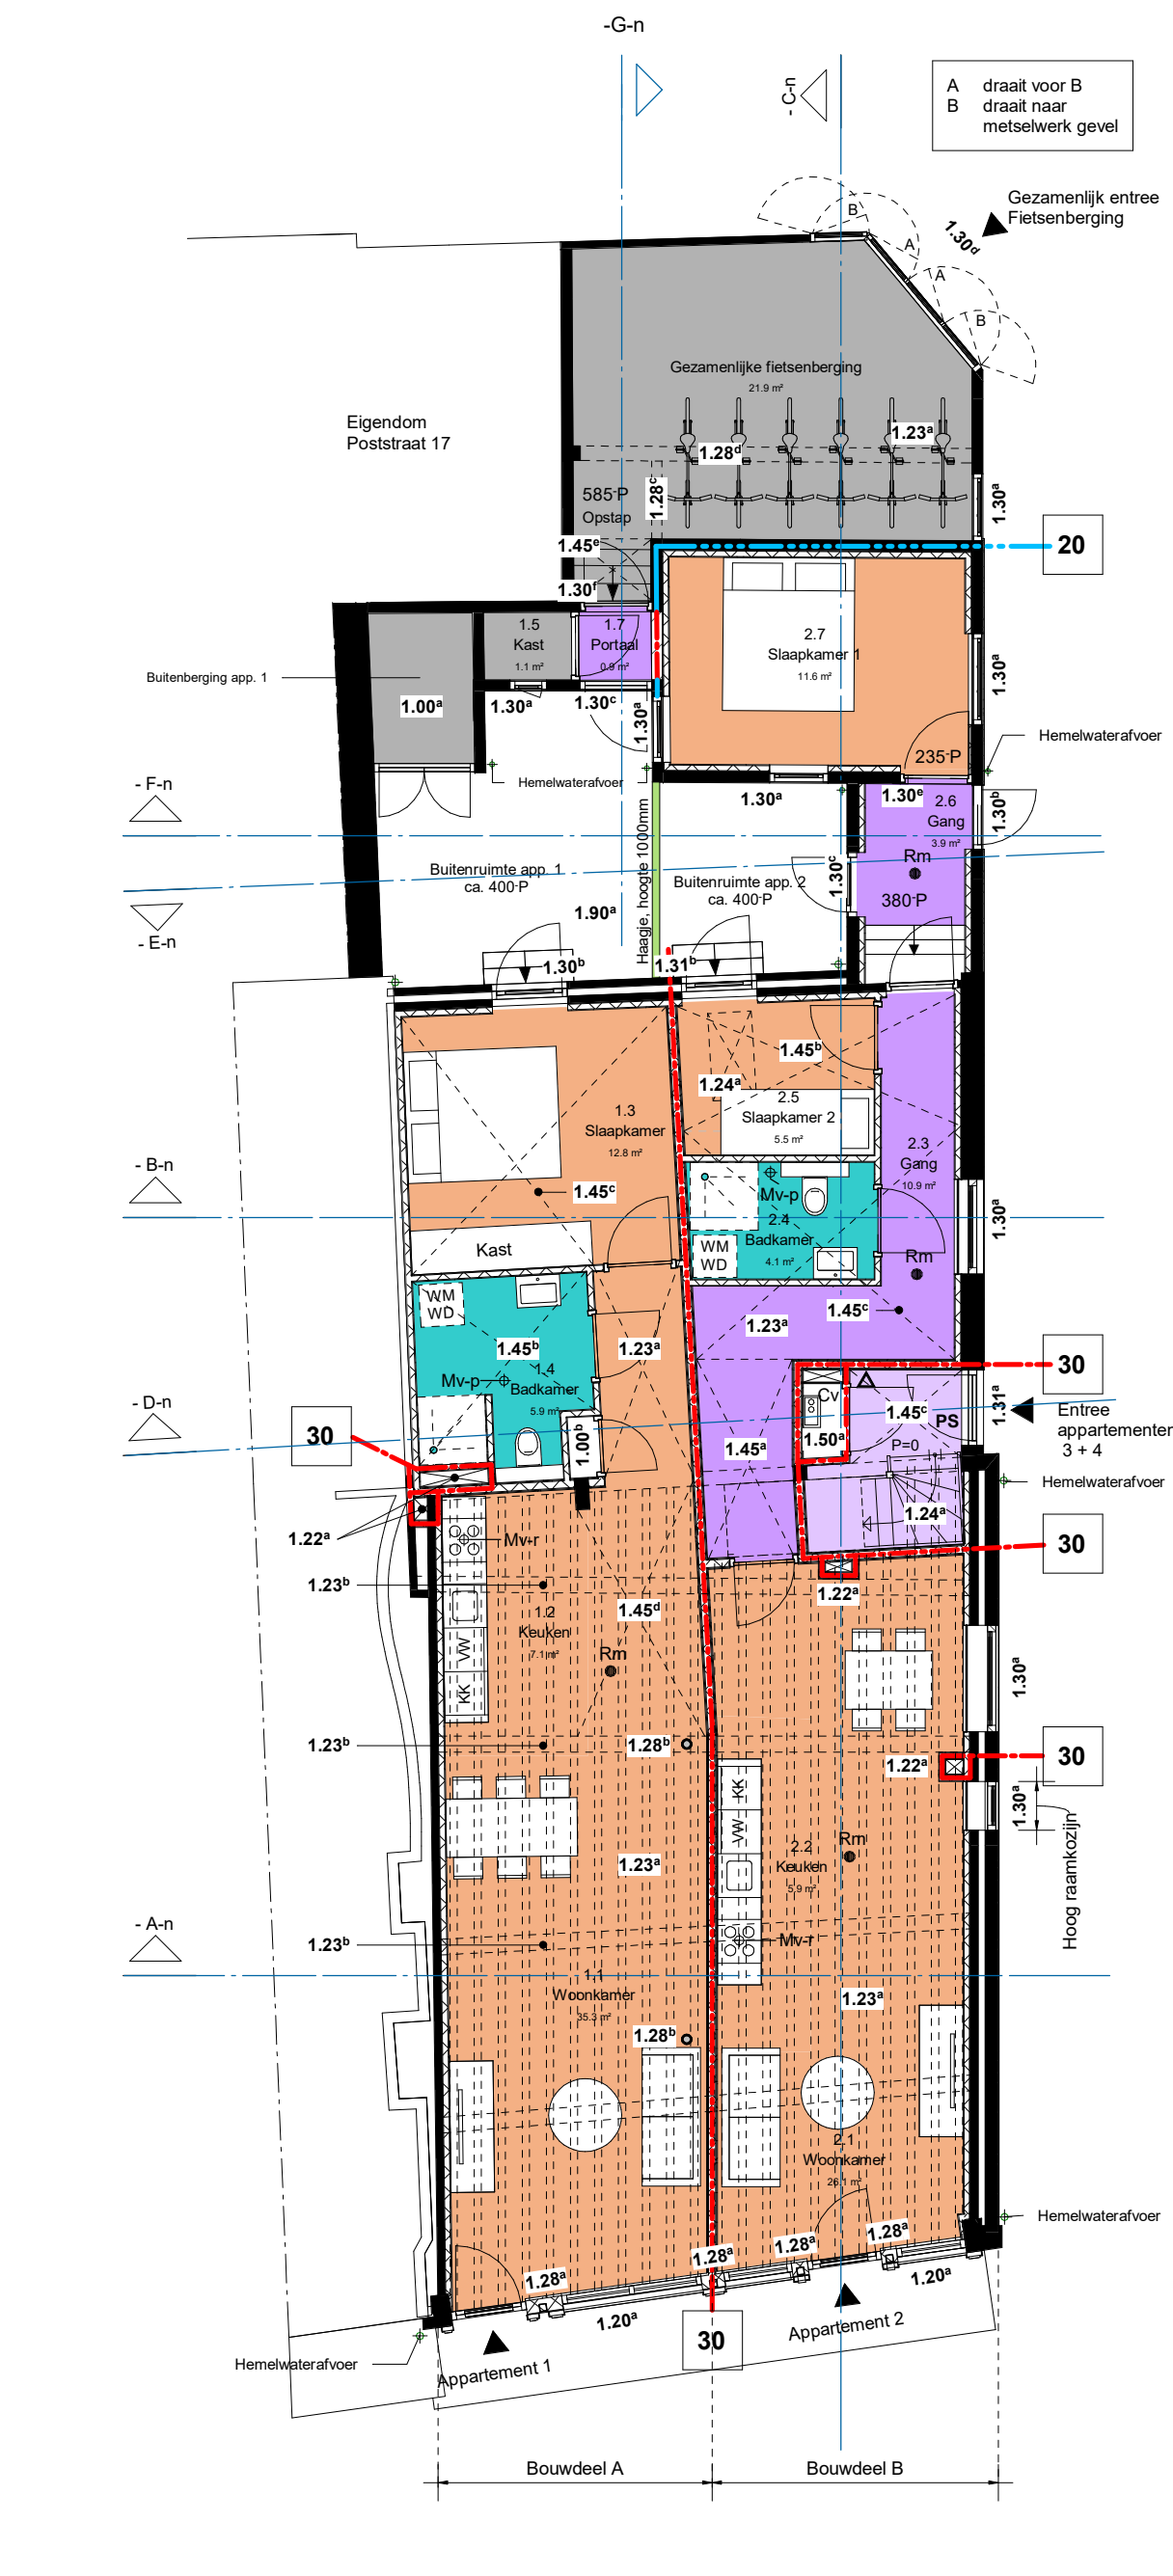 -G-n
- C-n
A draait voor B
B draait naar
metselwerk gevel
Gezamenlijk entree
Fietsenberging
1.30d
B
A
A
B
Gezamenlijke fietsenberging
21.9 m²
Eigendom
Poststraat 17
1.23a
1.28d
1.28c
585-P
Opstap
1.30a
1.45e
20
1.30f
1.5
Kast
1.1 m²
1.7
Portaal
0.9 m²
2.7
Slaapkamer 1
11.6 m²
1.30a
Buitenberging app. 1
1.00a
1.30a
1.30c
1.30a
Hemelwaterafvoer
235-P
Hemelwaterafvoer
- F-n
1.30a
1.30e
2.6
Gang
3.9 m²
1.30b
Haagje, hoogte 1000mm
Rm
Buitenruimte app. 1
ca. 400-P
Buitenruimte app. 2
ca. 400-P
1.30c
380-P
1.90a
- E-n
1.30b
1.31b
1.45b
1.24a
2.5
Slaapkamer 2
5.5 m²
1.3
Slaapkamer
12.8 m²
2.3
Gang
10.9 m²
- B-n
1.45c
Mv-p
2.4
Badkamer
4.1 m²
1.30a
Kast
WM
WD
Rm
WM
WD
1.45c
1.23a
1.45b
1.23a
1.4
Badkamer
5.9 m²
Mv-p
30
Cv
1.45c
PS
1.31a
Entree
appartementer
3 + 4
- D-n
30
1.00b
1.45a
1.50a
P=0
Hemelwaterafvoer
1.24a
1.22a
Mv-r
30
1.23b
1.22a
1.2
Keuken
7.1 m²
1.45d
Rm
VW
KK
1.30a
1.23b
1.28b
1.22a
30
KK
VW
1.30a
Hoog raamkozijn
2.2
Keuken
5.9 m²
Rm
1.23a
- A-n
1.23b
Mv-r
1.1
Woonkamer
35.3 m²
1.23a
1.28b
2.1
Woonkamer
26.1 m²
Hemelwaterafvoer
1.28a
1.28a
1.28a
1.28a
1.20a
1.20a
30
Appartement 2
Appartement 1
Hemelwaterafvoer
Bouwdeel A
Bouwdeel B